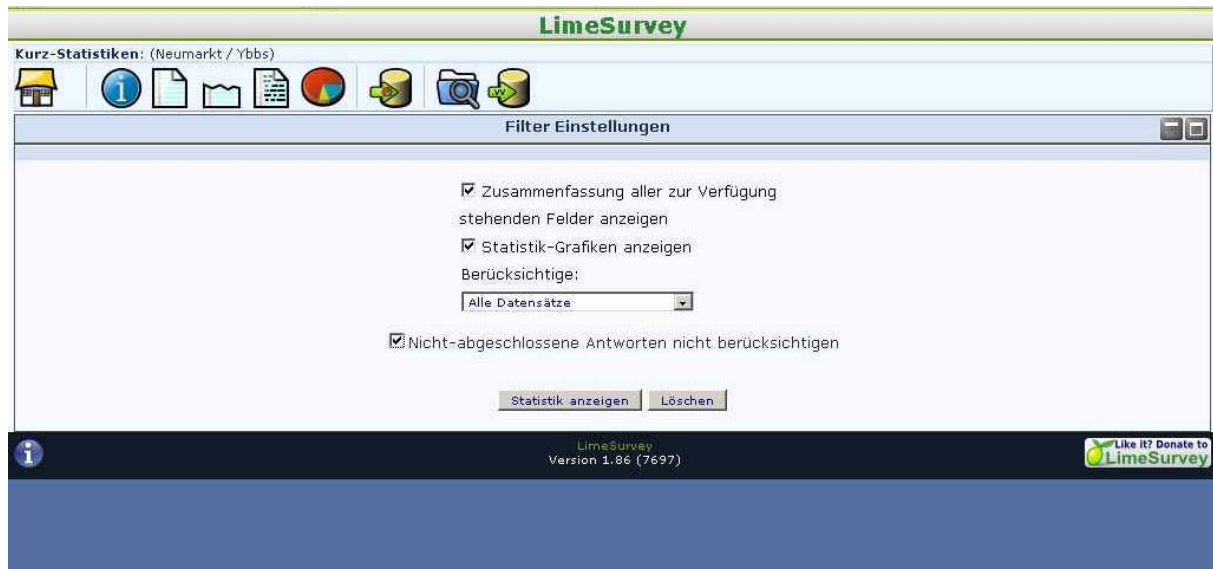 LimeSurvey
Kurz-Statistiken: (Neumarkt / Ybbs)
Filter Einstellungen
Zusammenfassung aller zur Verfügung
stehenden Felder anzeigen
Statistik-Grafiken anzeigen
Berücksichtige:
Alle Datensätze
Nicht-abgeschlossene Antworten nicht berücksichtigen
Statistik anzeigen Löschen
LimeSurvey
Version 1.86 (7697)
Like it? Donate to
LimeSurvey